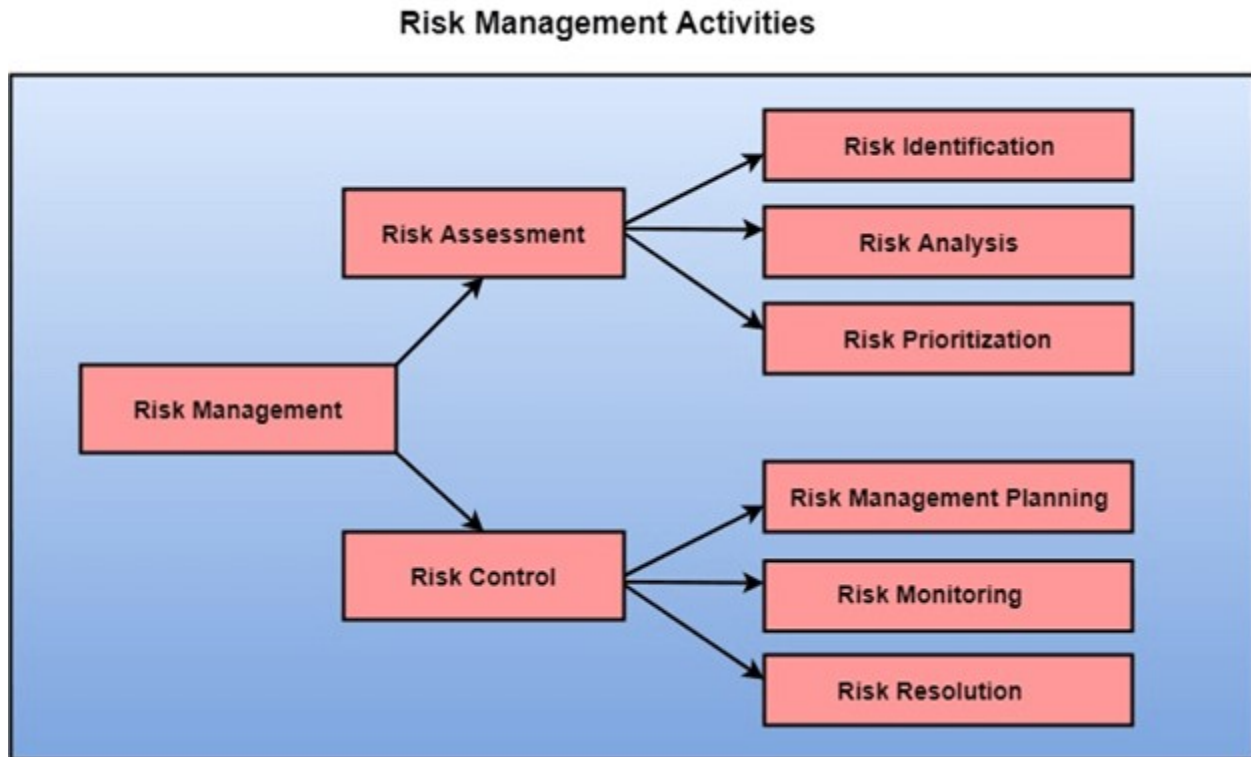 Risk Management Activities
Risk Identification
Risk Assessment
Risk Analysis
Risk Prioritization
Risk Management
Risk Management Planning
Risk Control
Risk Monitoring
Risk Resolution